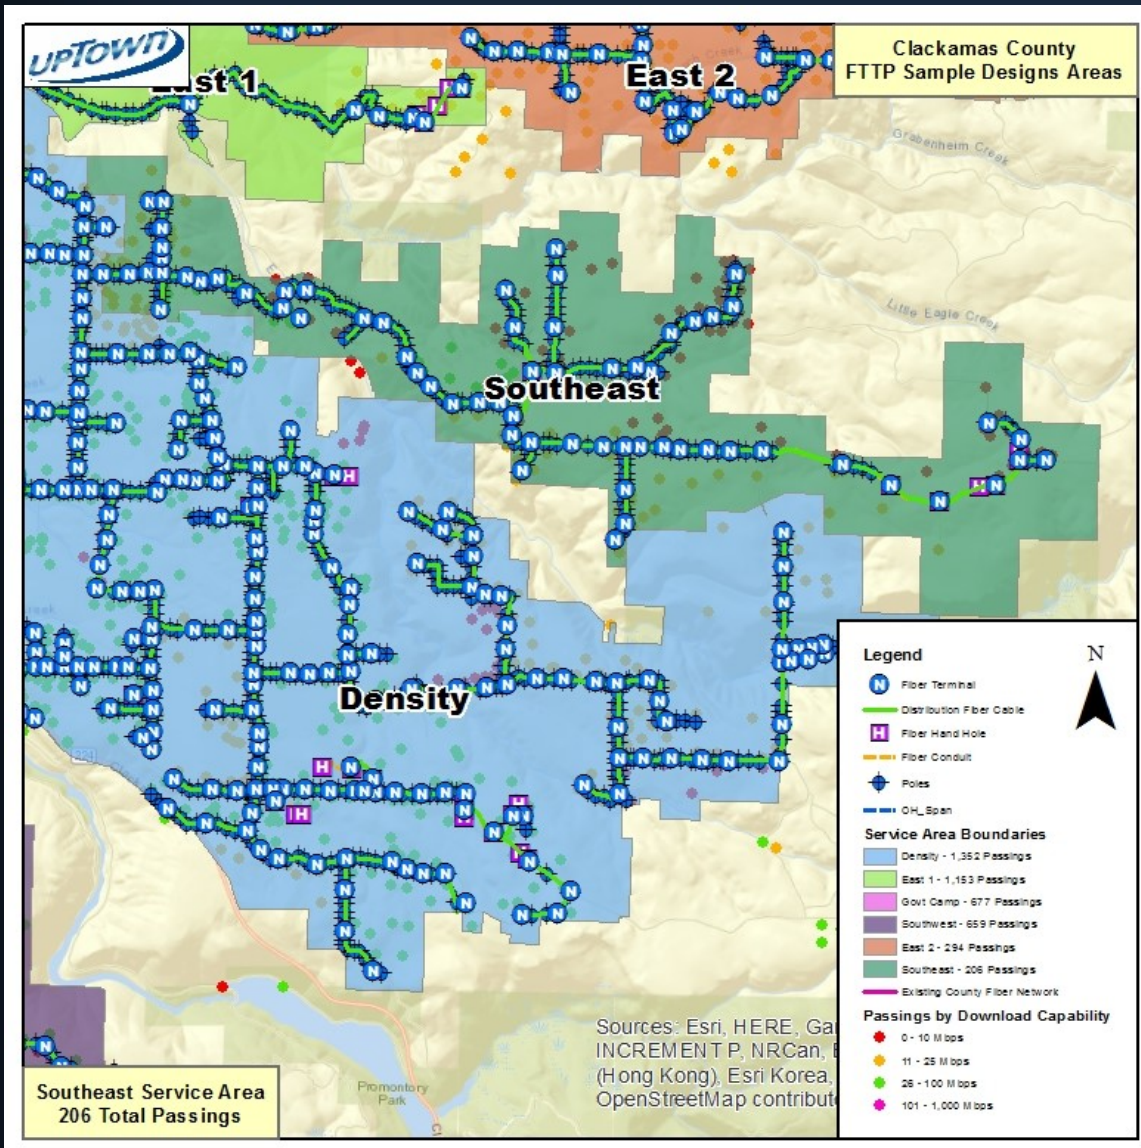 UPTOWN
East 1
East 2
Clackamas County
FTTP Sample Designs Areas
Grabenheim Creek
Little Eagle Creek
Southeast
Density
Legend
N
N Fiber Terminal
Distribution Fiber Cable
H Fiber Hand Hole
Fiber Conduit
Poles
OH_Span
Service Area Boundaries
Density - 1,352 Passings
East 1 - 1,153 Passings
Govt Camp - 677 Passings
Southwest - 659 Passings
East 2 - 294 Passings
Southeast - 206 Passings
Existing County Fiber Network
Passings by Download Capability
0 - 10 Mbps
11 - 25 Mbps
26 - 100 Mbps
101 - 1,000 Mbps
Sources: Esri, HERE, Gar
INCREMENT P, NRCan, E
(Hong Kong), Esri Korea,
OpenStreetMap contribut
Promontory
Park
Southeast Service Area
206 Total Passings